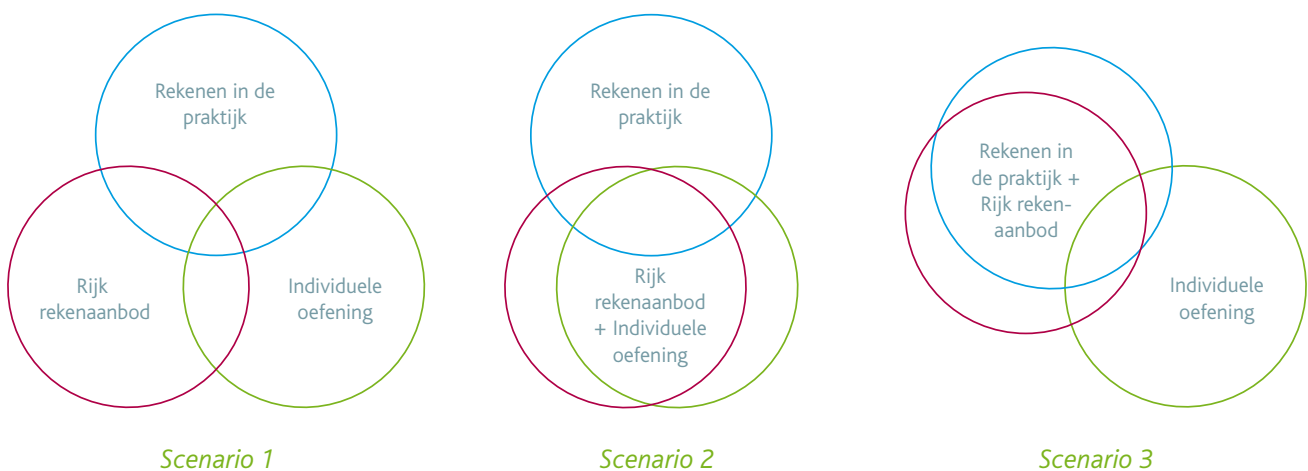 Rekenen in de
praktijk
Rijk
rekenaanbod
Individuele
oefening
Scenario 1
Rekenen in de
praktijk
Rijk
rekenaanbod
+ Individuele
oefening
Scenario 2
Rekenen in
de praktijk +
Rijk reken-
aanbod
Individuele
oefening
Scenario 3